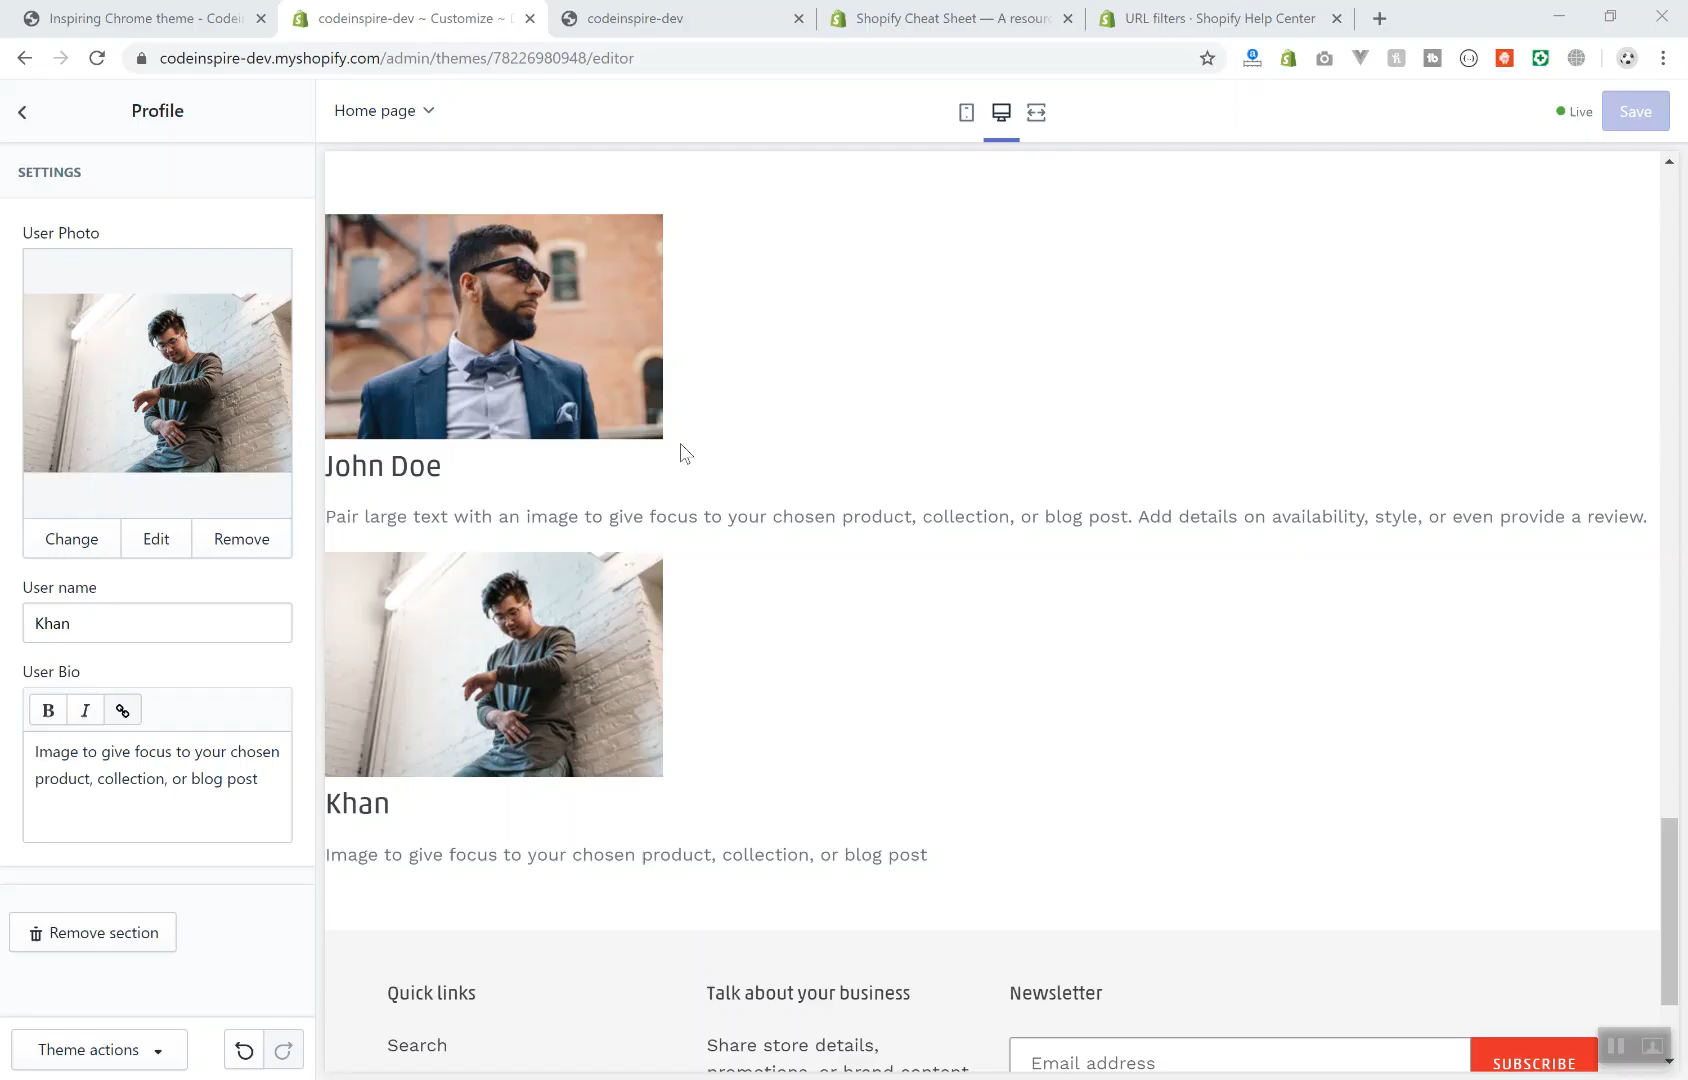 Inspiring Chrome theme - Codei
codeinspire-dev ~ Customize ~
codeinspire-dev
Shopify Cheat Sheet — A resour
URL filters · Shopify Help Center
codeinspire-dev.myshopify.com/admin/themes/78226980948/editor
Profile
Home page
Live
Save
SETTINGS
User Photo
Change
Edit
Remove
User name
Khan
User Bio
B I
Image to give focus to your chosen
product, collection, or blog post
Remove section
Theme actions
John Doe
Pair large text with an image to give focus to your chosen product, collection, or blog post. Add details on availability, style, or even provide a review.
Khan
Image to give focus to your chosen product, collection, or blog post
Quick links
Search
Talk about your business
Share store details,
promotions, or brand content
Newsletter
Email address
SUBSCRIBE